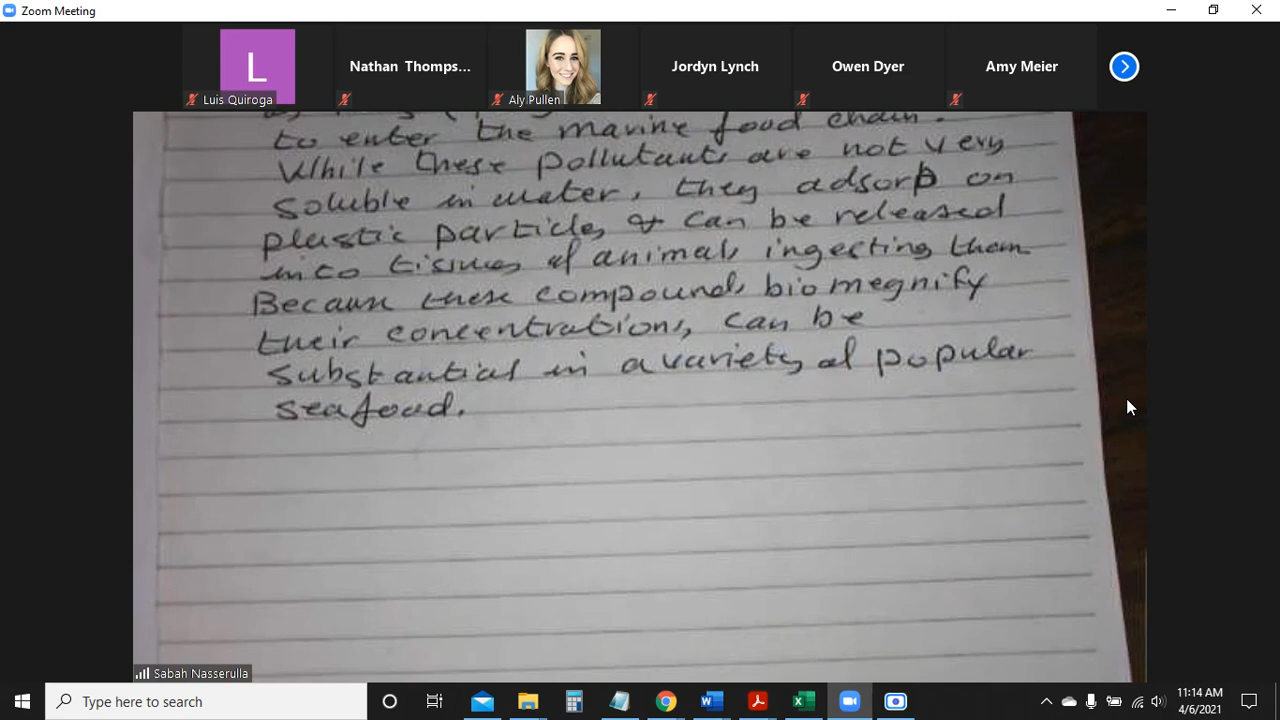 Zoom Meeting
L
Luis Quiroga
Nathan Thomps...
Aly Pullen
Jordyn Lynch
Owen Dyer
Amy Meier
to enter the marine food chain.
While these pollutants are not very
soluble in water, they adsorb on
plastic particles & can be released
into tissues of animals ingesting them
Because these compounds biomegnify
their concentrations, can be
substantial in a variety of popular
seafood.
Sabah Nasserulla
Type here to search
11:14 AM
4/6/2021